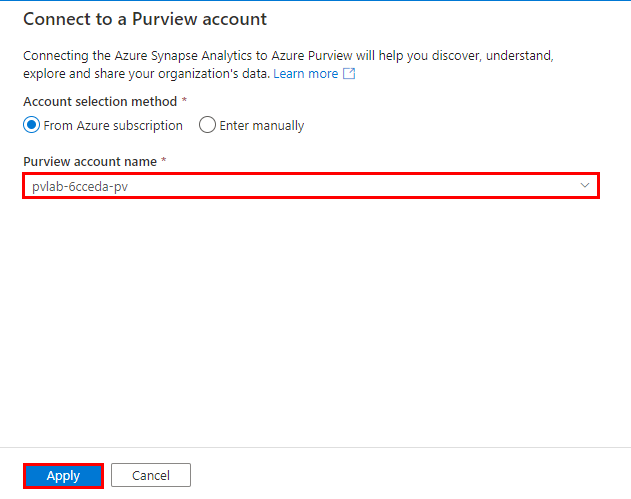 Connect to a Purview account
Connecting the Azure Synapse Analytics to Azure Purview will help you discover, understand,
explore and share your organization's data. Learn more
Account selection method *
From Azure subscription Enter manually
Purview account name *
pvlab-6cceda-pv
Apply Cancel